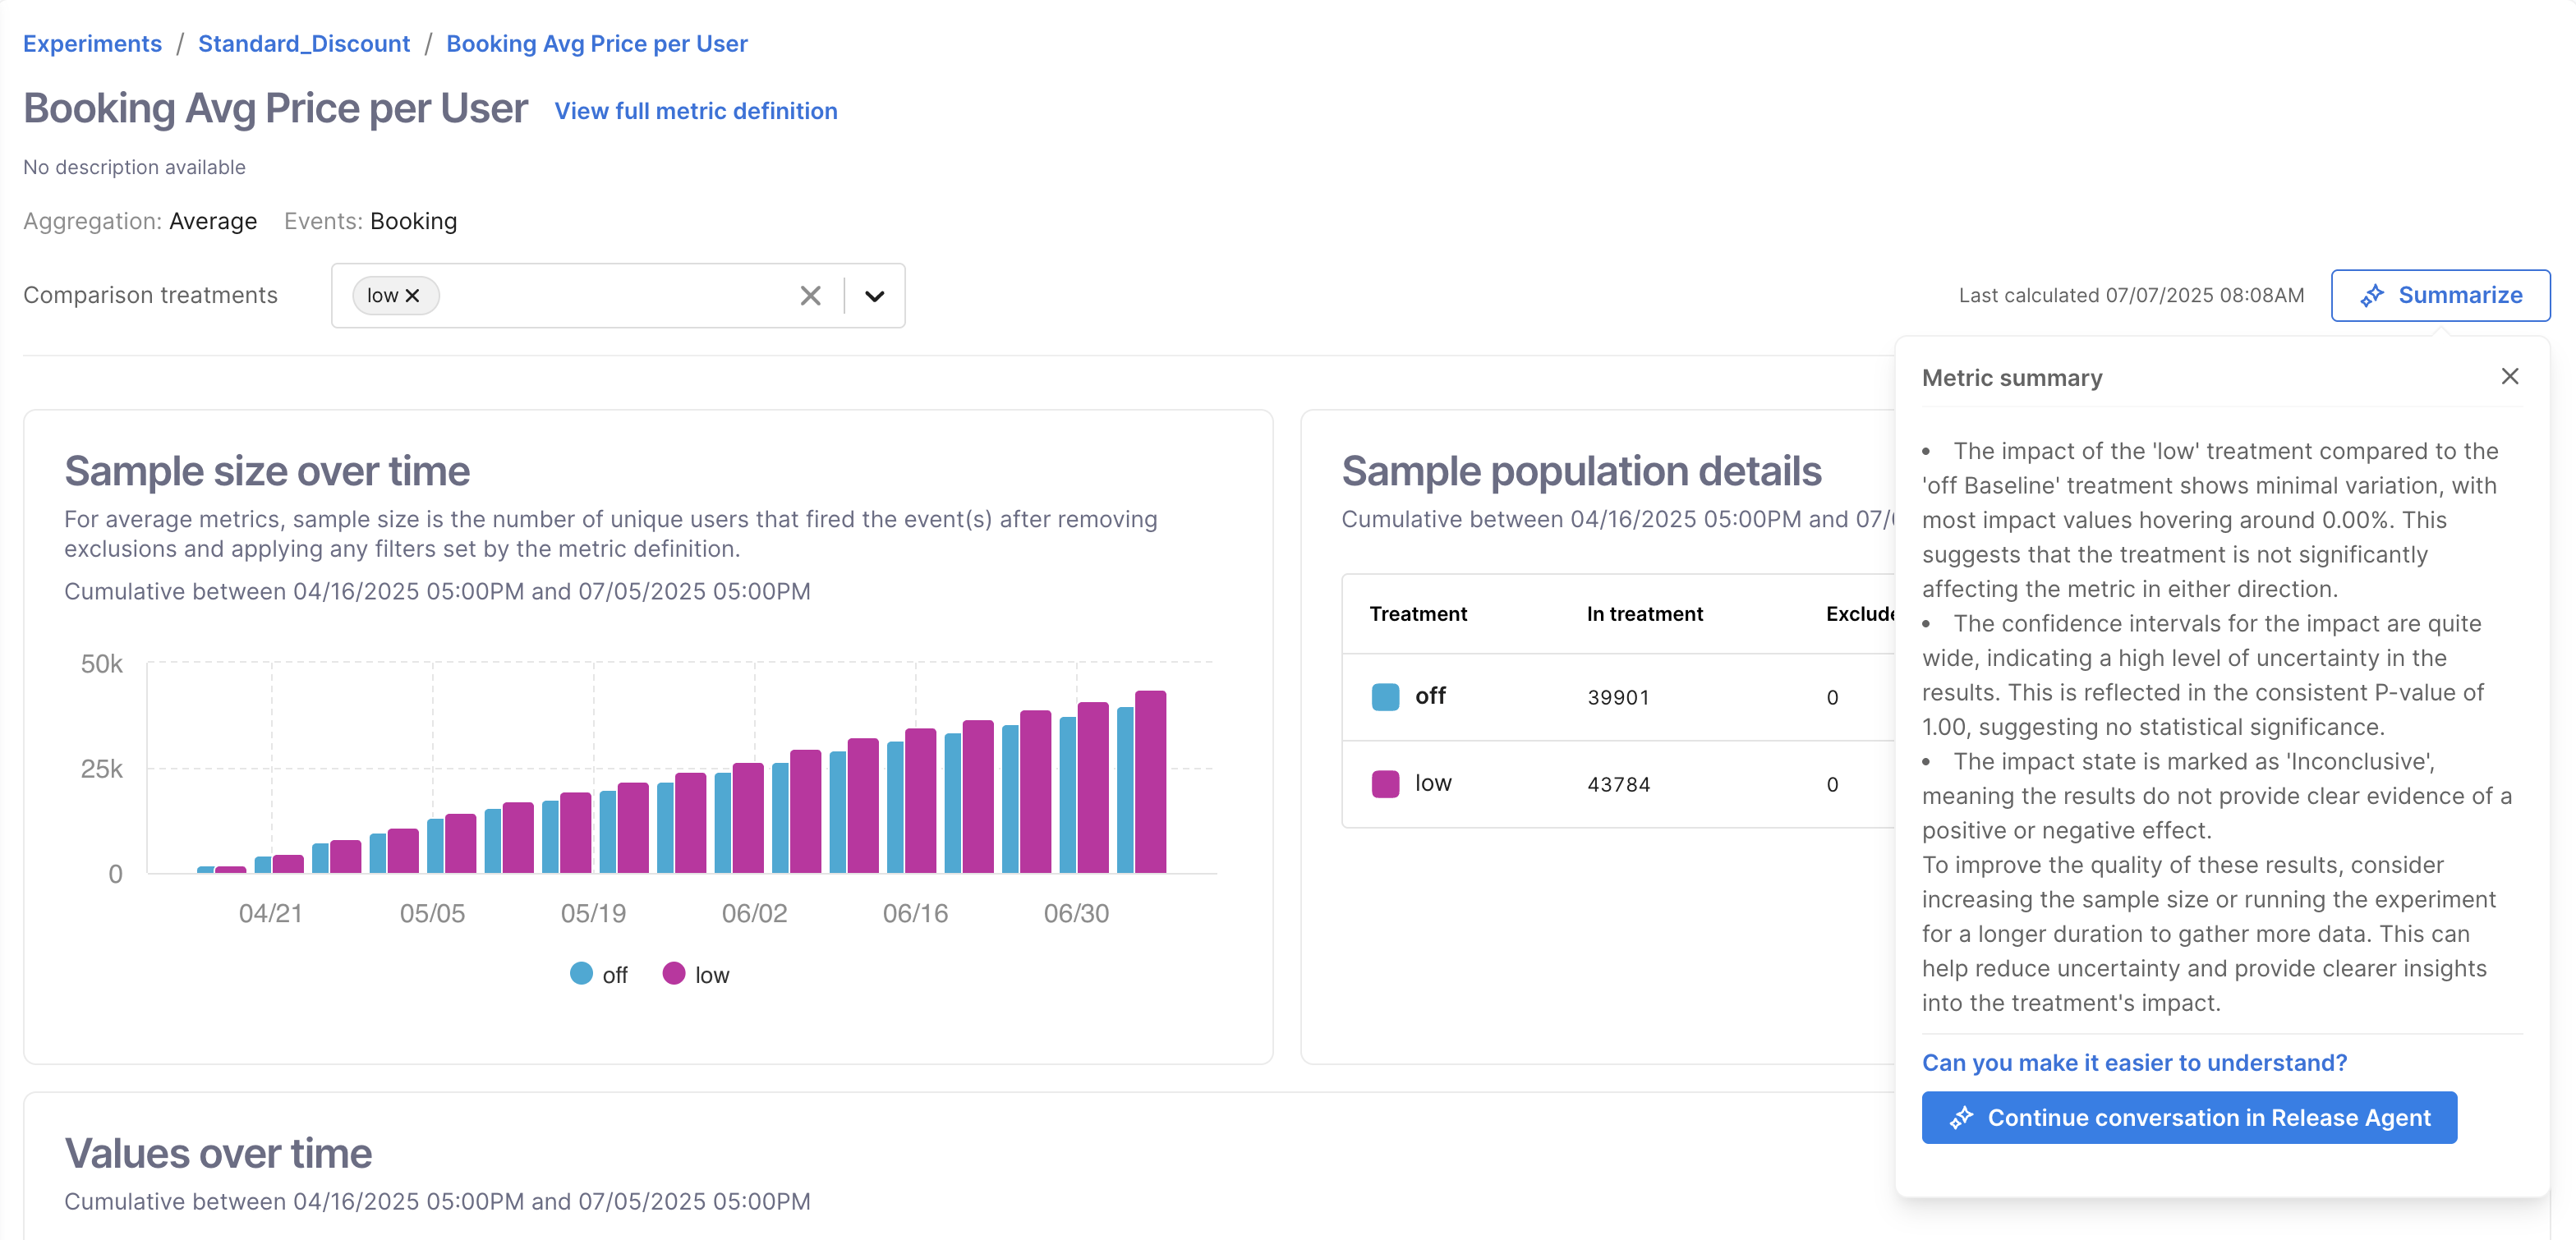 Experiments / Standard_Discount / Booking Avg Price per User
Booking Avg Price per User View full metric definition
No description available
Aggregation: Average Events: Booking
Comparison treatments low
Last calculated 07/07/2025 08:08AM Summarize
Sample size over time
For average metrics, sample size is the number of unique users that fired the event(s) after removing
exclusions and applying any filters set by the metric definition.
Cumulative between 04/16/2025 05:00PM and 07/05/2025 05:00PM
50k
25k
0
04/21 05/05 05/19 06/02 06/16 06/30
off low
Sample population details
Cumulative between 04/16/2025 05:00PM and 07/
Treatment In treatment Exclude
off 39901 0
low 43784 0
Metric summary
• The impact of the 'low' treatment compared to the
'off Baseline' treatment shows minimal variation, with
most impact values hovering around 0.00%. This
suggests that the treatment is not significantly
affecting the metric in either direction.
• The confidence intervals for the impact are quite
wide, indicating a high level of uncertainty in the
results. This is reflected in the consistent P-value of
1.00, suggesting no statistical significance.
• The impact state is marked as 'Inconclusive',
meaning the results do not provide clear evidence of a
positive or negative effect.
To improve the quality of these results, consider
increasing the sample size or running the experiment
for a longer duration to gather more data. This can
help reduce uncertainty and provide clearer insights
into the treatment's impact.
Can you make it easier to understand?
Continue conversation in Release Agent
Values over time
Cumulative between 04/16/2025 05:00PM and 07/05/2025 05:00PM